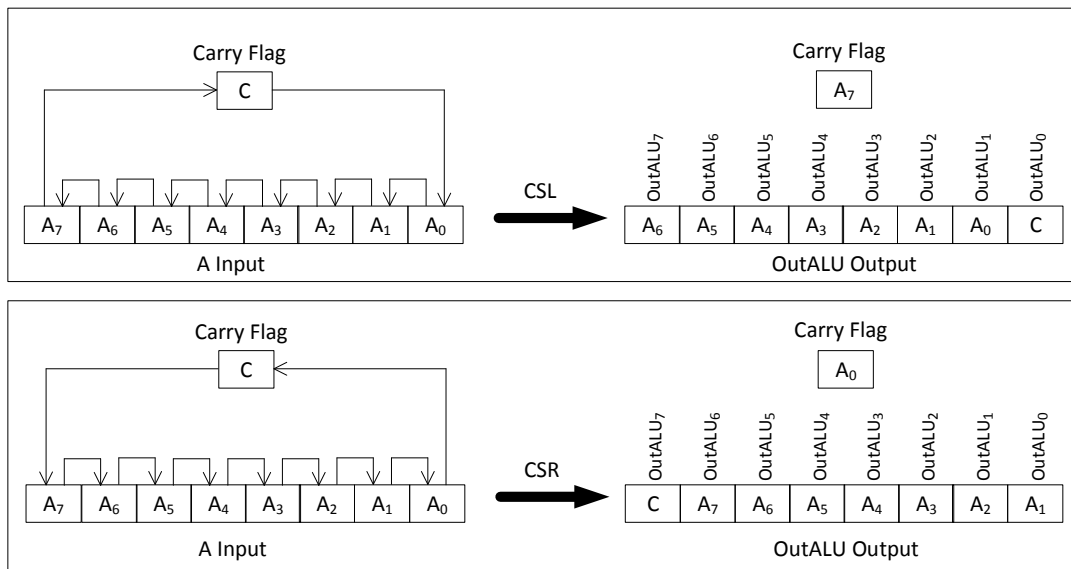 Carry Flag
C
A₇ A₆ A₅ A₄ A₃ A₂ A₁ A₀
A Input
CSL
Carry Flag
A₇
OutALU₇ OutALU₆ OutALU₅ OutALU₄ OutALU₃ OutALU₂ OutALU₁ OutALU₀
A₆ A₅ A₄ A₃ A₂ A₁ A₀ C
OutALU Output
Carry Flag
C
A₇ A₆ A₅ A₄ A₃ A₂ A₁ A₀
A Input
CSR
Carry Flag
A₀
OutALU₇ OutALU₆ OutALU₅ OutALU₄ OutALU₃ OutALU₂ OutALU₁ OutALU₀
C A₇ A₆ A₅ A₄ A₃ A₂ A₁
OutALU Output